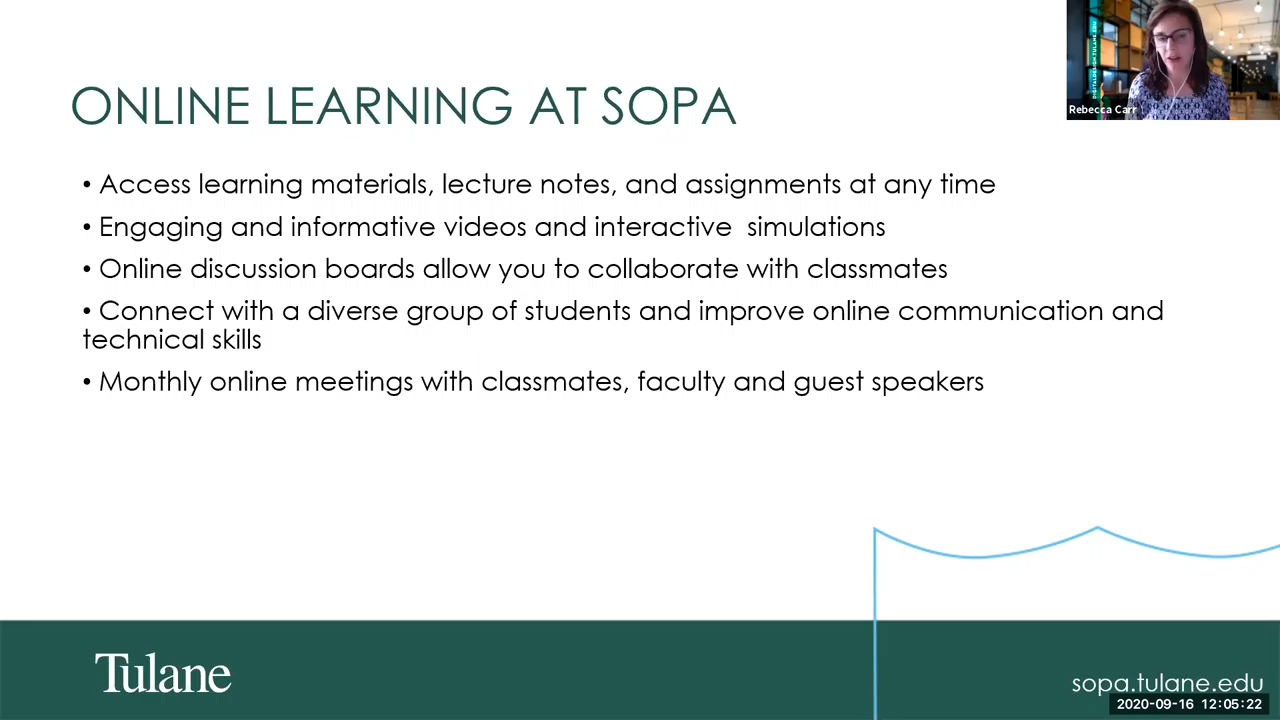 ONLINE LEARNING AT SOPA
• Access learning materials, lecture notes, and assignments at any time
• Engaging and informative videos and interactive  simulations
• Online discussion boards allow you to collaborate with classmates
• Connect with a diverse group of students and improve online communication and
technical skills
• Monthly online meetings with classmates, faculty and guest speakers
DIGITALDESIGN.TULANE.EDU
Rebecca Carr
Tulane
sopa.tulane.edu
2020-09-16 12:05:22